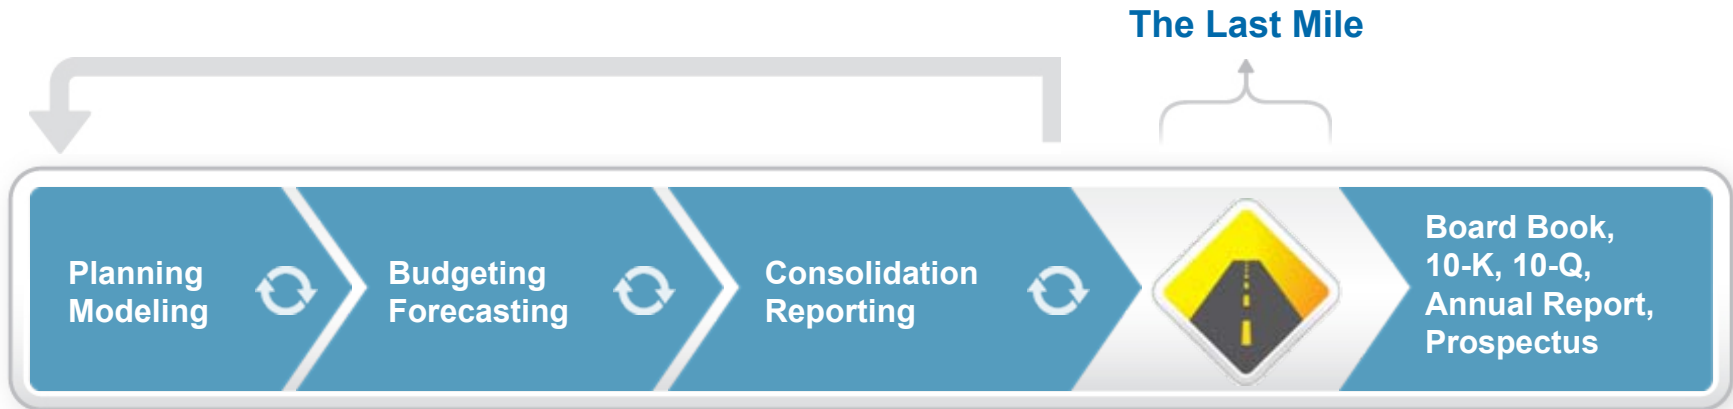 The Last Mile
Planning
Modeling
Budgeting
Forecasting
Consolidation
Reporting
Board Book,
10-K, 10-Q,
Annual Report,
Prospectus